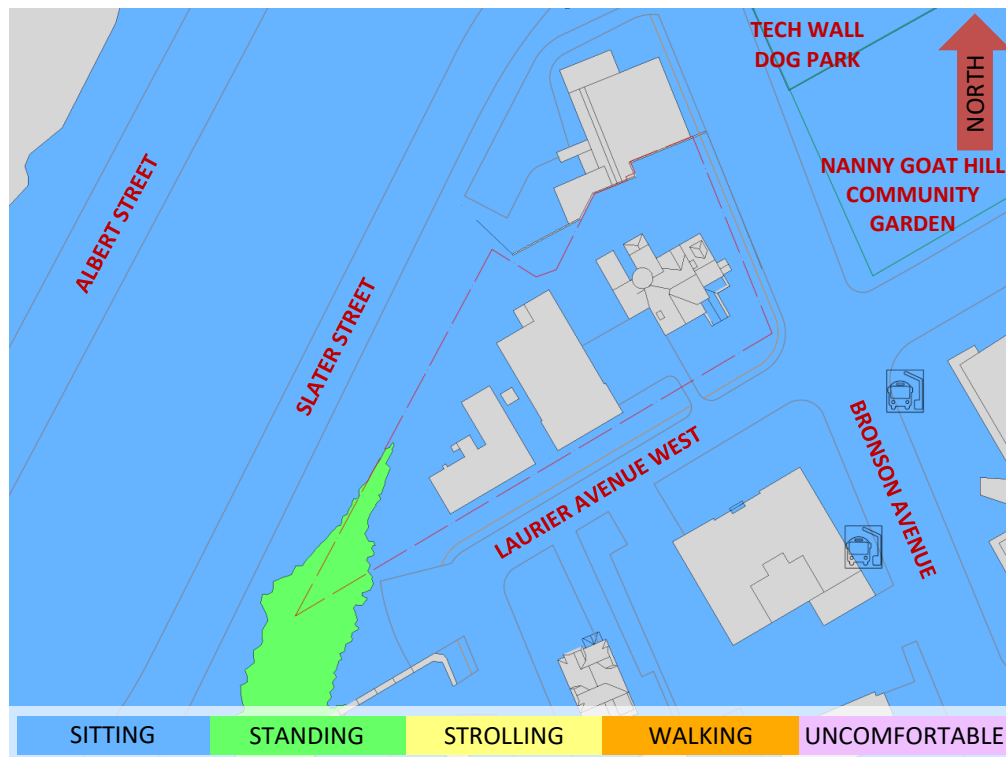 TECH WALL
DOG PARK
NORTH
NANNY GOAT HILL
COMMUNITY
GARDEN
ALBERT STREET
SLATER STREET
LAURIER AVENUE WEST
BRONSON AVENUE
SITTING
STANDING
STROLLING
WALKING
UNCOMFORTABLE